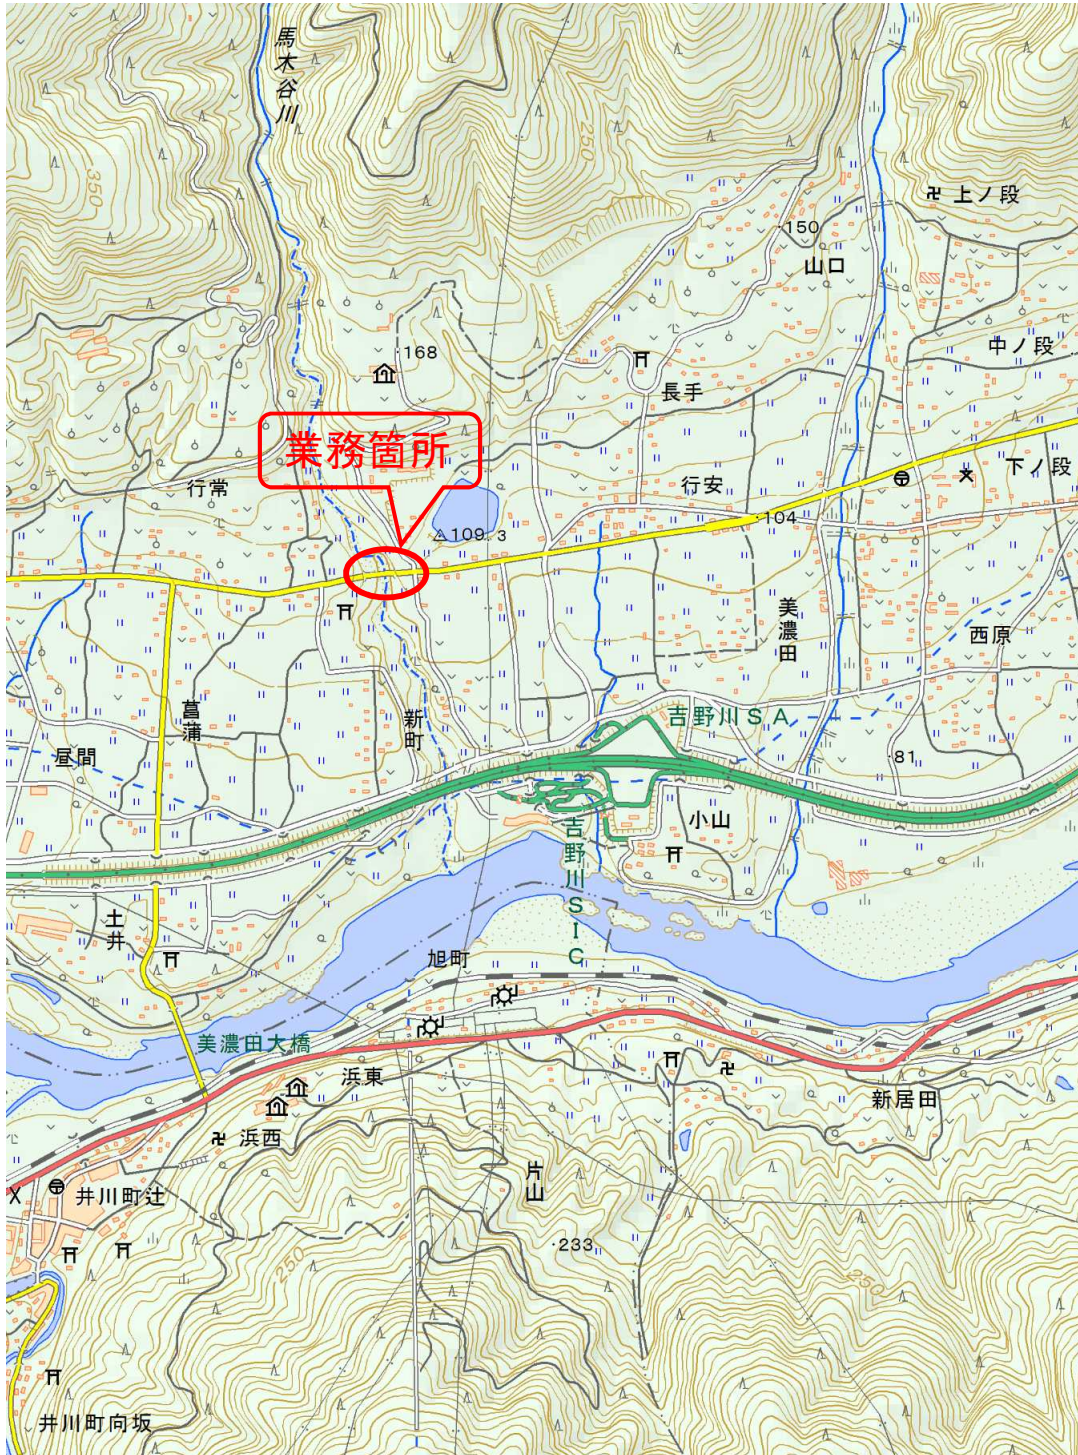 馬木谷川
350
250
上ノ段
150
山口
168
中ノ段
長手
業務箇所
行常
行安
下ノ段
109.3
104
美濃田
西原
菖蒲
新町
吉野川SA
昼間
81
小山
吉野川SIC
土井
旭町
美濃田大橋
浜東
新居田
浜西
片山
井川町辻
233
250
250
井川町向坂